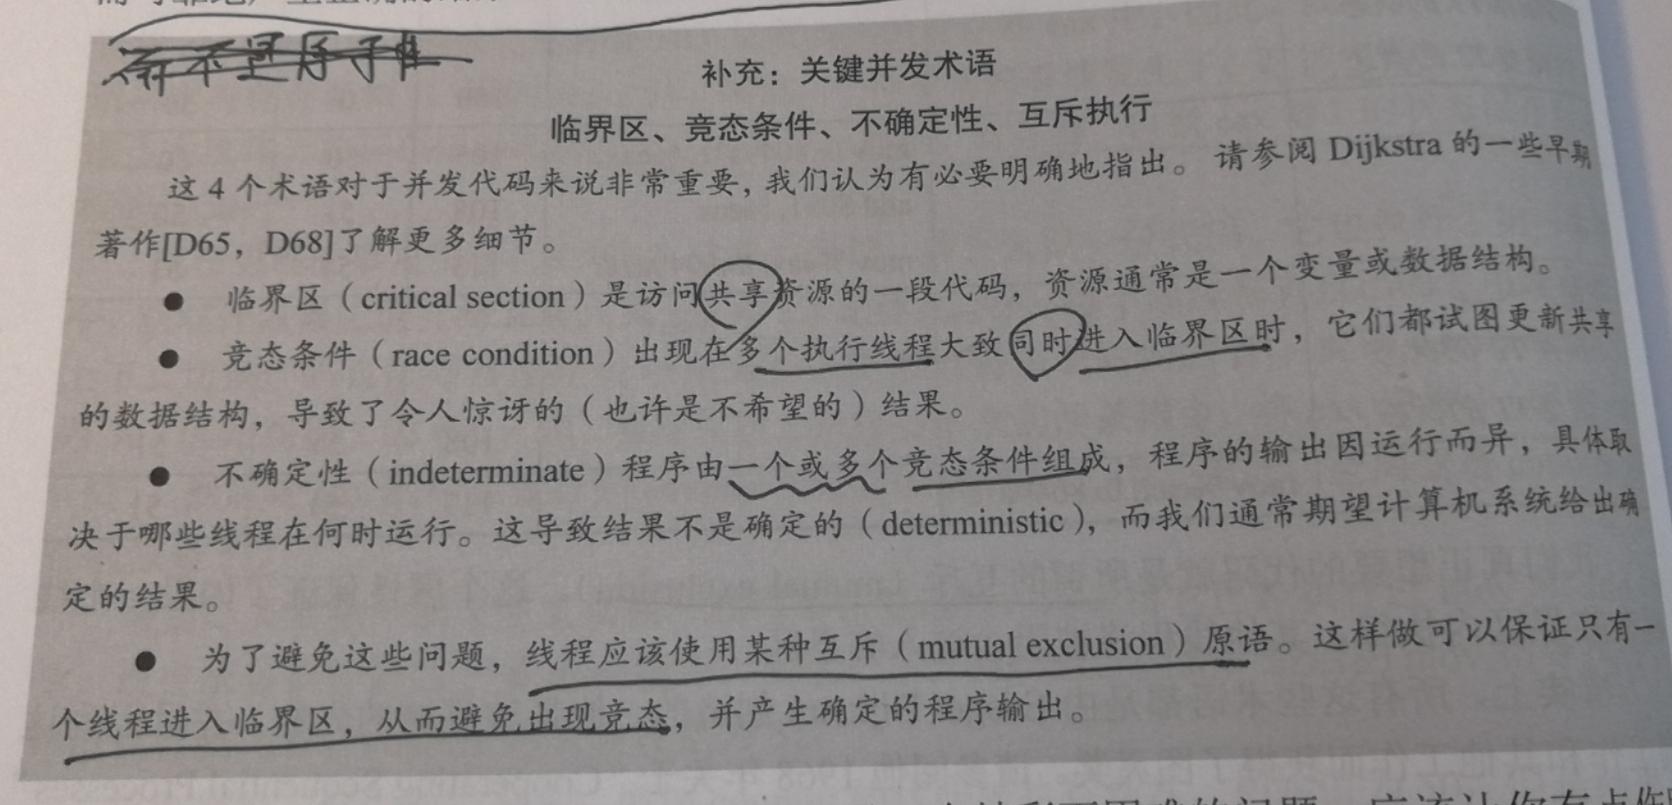 而不是原子性
补充：关键并发术语
临界区、竞态条件、不确定性、互斥执行
这 4 个术语对于并发代码来说非常重要，我们认为有必要明确地指出。请参阅 Dijkstra 的一些早期
著作[D65，D68]了解更多细节。
● 临界区（critical section）是访问共享资源的一段代码，资源通常是一个变量或数据结构。
● 竞态条件（race condition）出现在多个执行线程大致同时进入临界区时，它们都试图更新共享
的数据结构，导致了令人惊讶的（也许是不希望的）结果。
● 不确定性（indeterminate）程序由一个或多个竞态条件组成，程序的输出因运行而异，具体取
决于哪些线程在何时运行。这导致结果不是确定的（deterministic），而我们通常期望计算机系统给出确
定的结果。
● 为了避免这些问题，线程应该使用某种互斥（mutual exclusion）原语。这样做可以保证只有一
个线程进入临界区，从而避免出现竞态，并产生确定的程序输出。